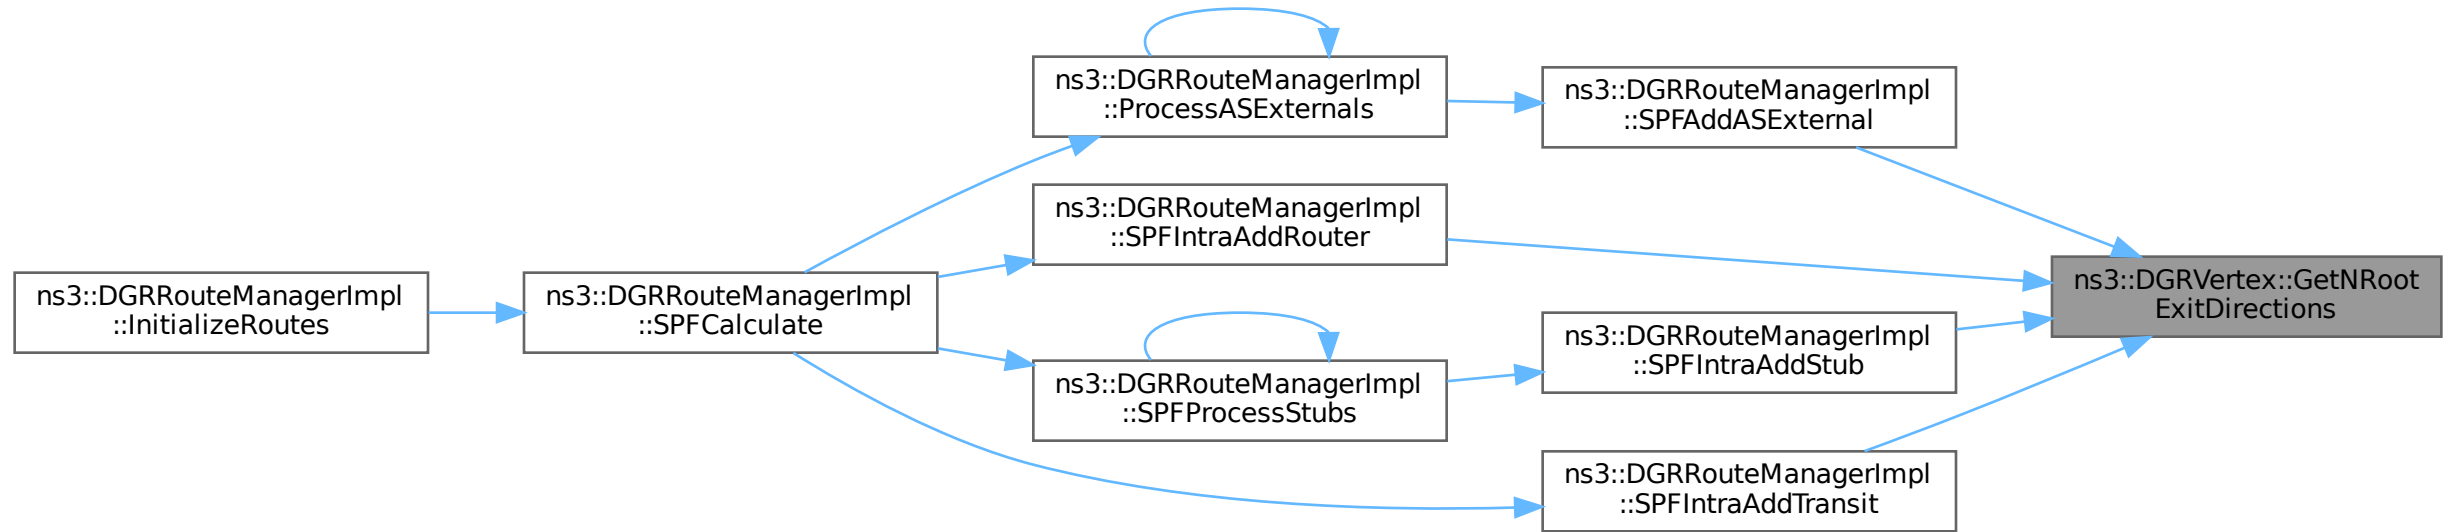 ns3::DGRRouteManagerImpl
::InitializeRoutes
ns3::DGRRouteManagerImpl
::SPFCalculate
ns3::DGRRouteManagerImpl
::ProcessASExternals
ns3::DGRRouteManagerImpl
::SPFIntraAddRouter
ns3::DGRRouteManagerImpl
::SPFProcessStubs
ns3::DGRRouteManagerImpl
::SPFAddASExternal
ns3::DGRRouteManagerImpl
::SPFIntraAddStub
ns3::DGRRouteManagerImpl
::SPFIntraAddTransit
ns3::DGRVertex::GetNRoot
ExitDirections